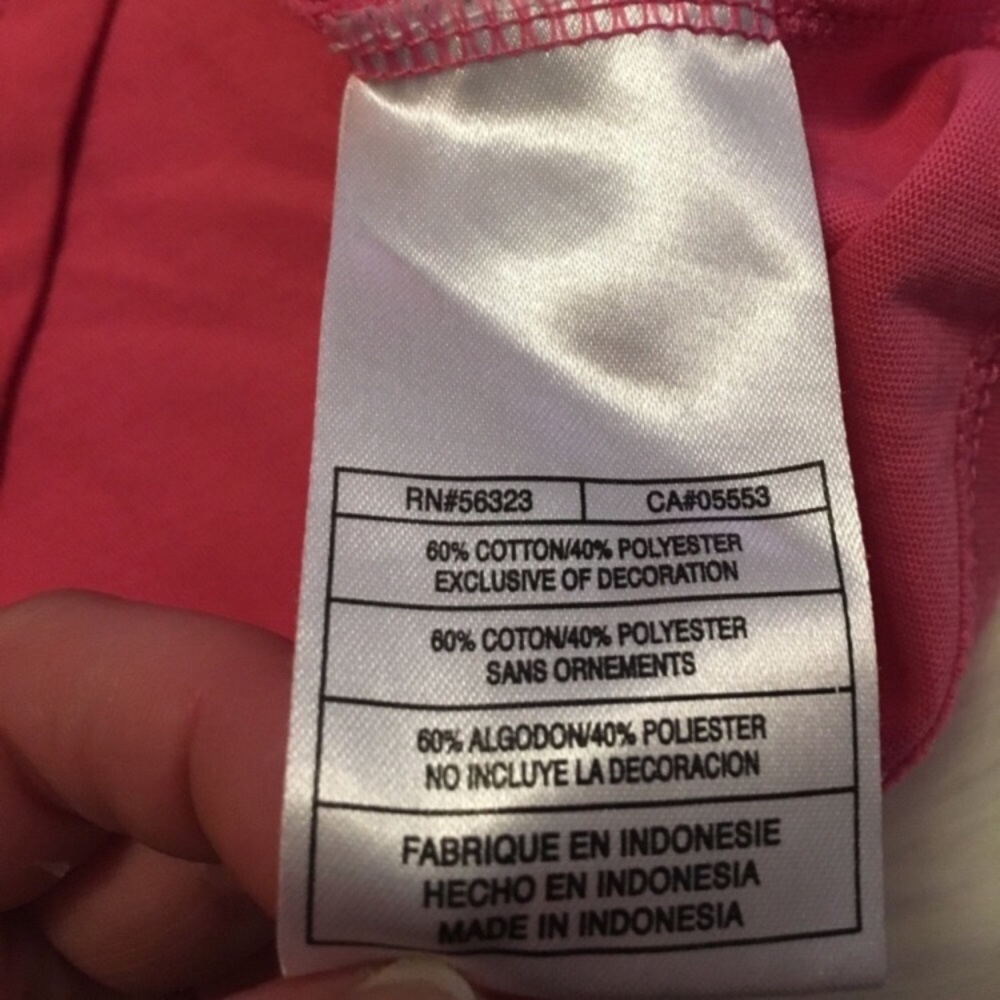 RN#56323 CA#05553
60% COTTON/40% POLYESTER
EXCLUSIVE OF DECORATION
60% COTON/40% POLYESTER
SANS ORNEMENTS
60% ALGODON/40% POLIESTER
NO INCLUYE LA DECORACION
FABRIQUE EN INDONESIE
HECHO EN INDONESIA
MADE IN INDONESIA